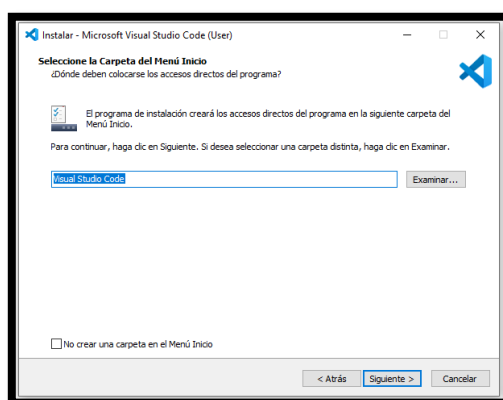 Instalar - Microsoft Visual Studio Code (User)
Seleccione la Carpeta del Menú Inicio
¿Dónde deben colocarse los accesos directos del programa?
El programa de instalación creará los accesos directos del programa en la siguiente carpeta del
Menú Inicio.
Para continuar, haga clic en Siguiente. Si desea seleccionar una carpeta distinta, haga clic en Examinar.
Visual Studio Code
Examinar...
No crear una carpeta en el Menú Inicio
< Atrás
Siguiente >
Cancelar